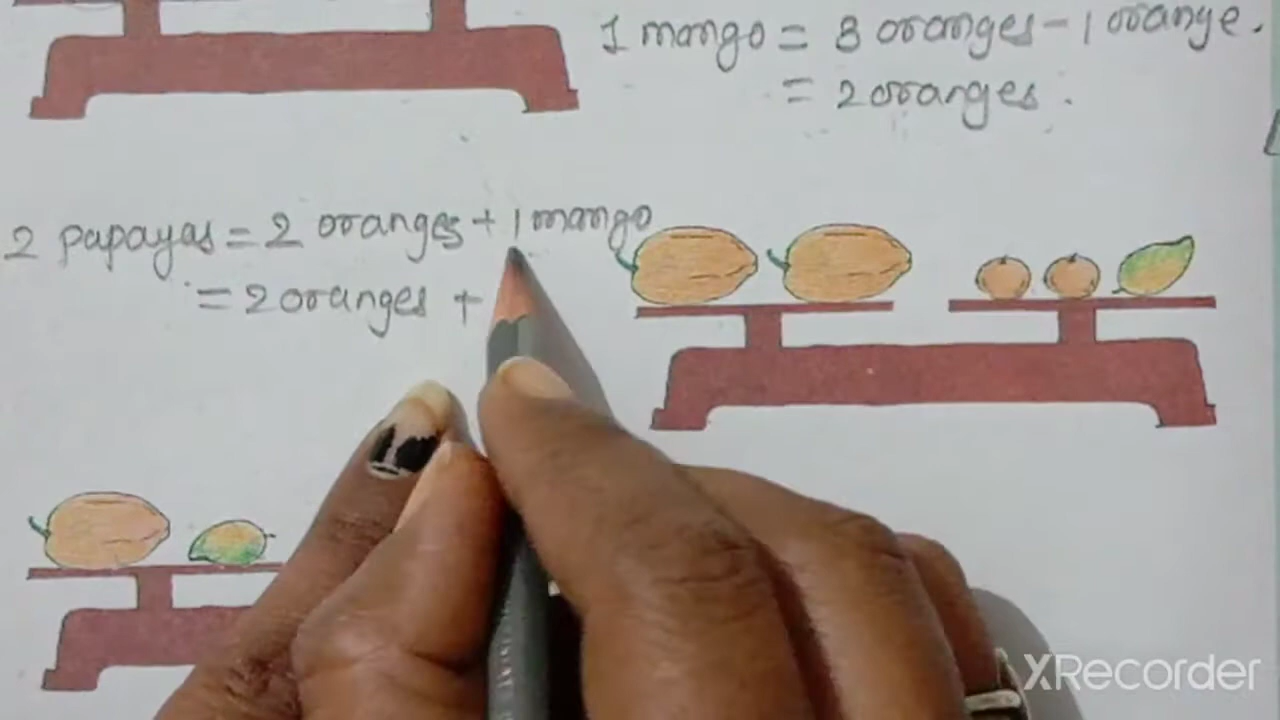 1 mango = 3 oranges - 1 orange.
= 2 oranges.
2 papayas = 2 oranges + 1 mango
= 2 oranges +
XRecorder